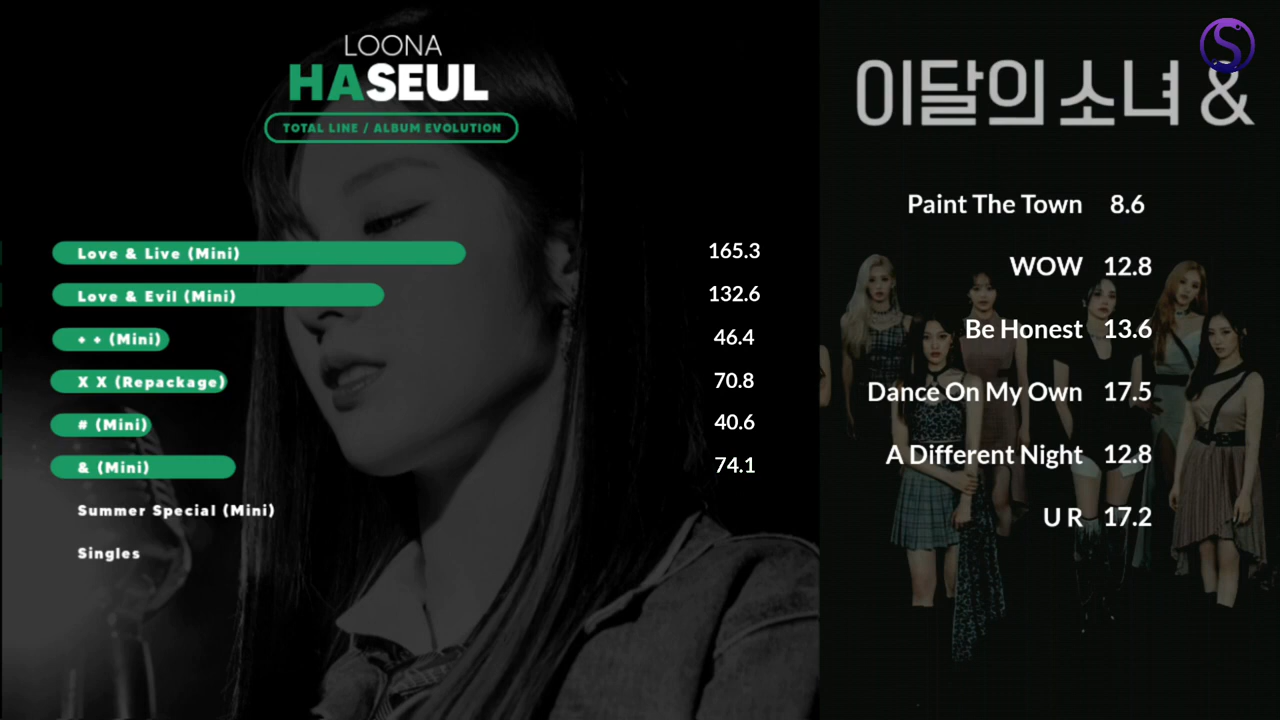 LOONA
HASEUL
TOTAL LINE / ALBUM EVOLUTION
Love & Live (Mini) 165.3
Love & Evil (Mini) 132.6
+ + (Mini) 46.4
X X (Repackage) 70.8
# (Mini) 40.6
& (Mini) 74.1
Summer Special (Mini)
Singles
S
이달의 소녀 &
Paint The Town 8.6
WOW 12.8
Be Honest 13.6
Dance On My Own 17.5
A Different Night 12.8
U R 17.2